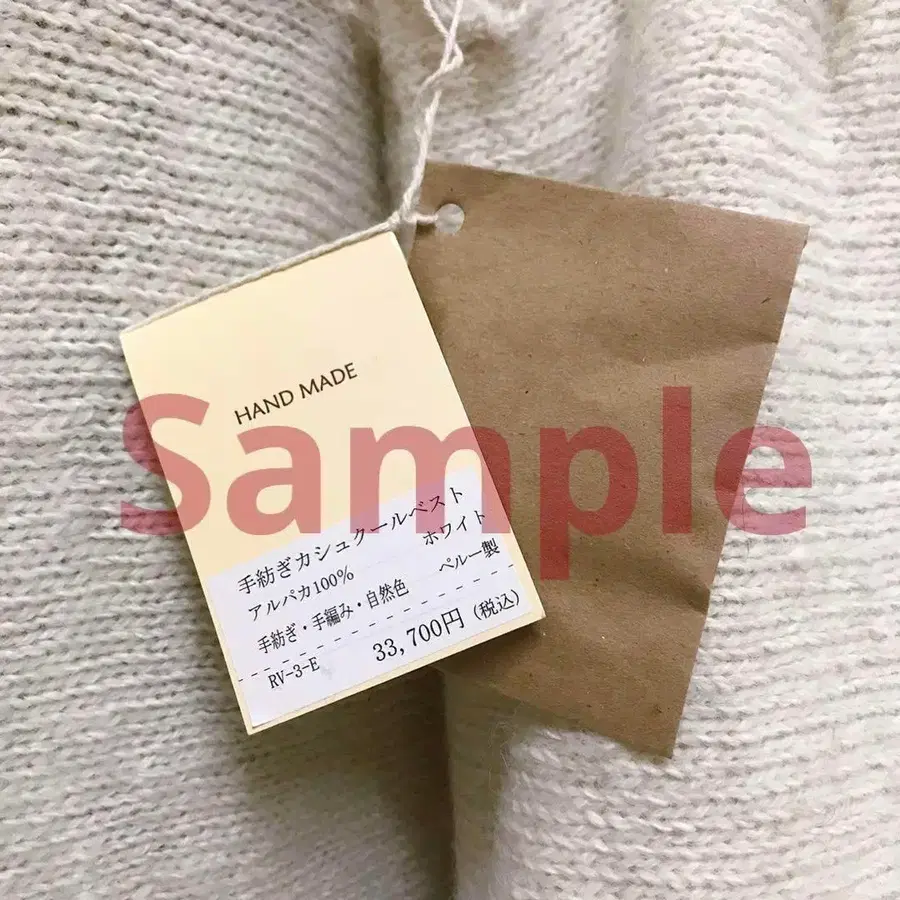 HAND MADE
Sample
手紡ぎカシュクールベスト
アルパカ100% ホワイト
手紡ぎ・手編み・自然色 ペルー製
RV-3-E 33,700円（税込）